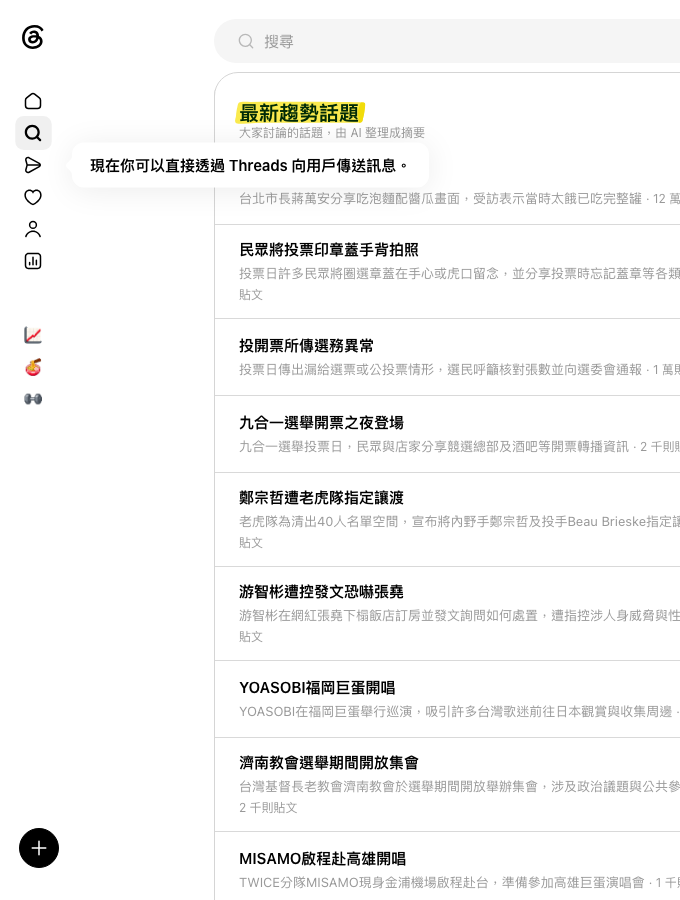 搜尋
最新趨勢話題
大家討論的話題，由 AI 整理成摘要
現在你可以直接透過 Threads 向用戶傳送訊息。
台北市長蔣萬安分享吃泡麵配醬瓜畫面，受訪表示當時太餓已吃完整罐 · 12 萬
民眾將投票印章蓋手背拍照
投票日許多民眾將圈選章蓋在手心或虎口留念，並分享投票時忘記蓋章等各類
貼文
投開票所傳選務異常
投票日傳出漏給選票或公投票情形，選民呼籲核對張數並向選委會通報 · 1 萬則
九合一選舉開票之夜登場
九合一選舉投票日，民眾與店家分享競選總部及酒吧等開票轉播資訊 · 2 千則貼
鄭宗哲遭老虎隊指定讓渡
老虎隊為清出40人名單空間，宣布將內野手鄭宗哲及投手Beau Brieske指定讓
貼文
游智彬遭控發文恐嚇張堯
游智彬在網紅張堯下榻飯店訂房並發文詢問如何處置，遭指控涉人身威脅與性
貼文
YOASOBI福岡巨蛋開唱
YOASOBI在福岡巨蛋舉行巡演，吸引許多台灣歌迷前往日本觀賞與收集周邊 ·
濟南教會選舉期間開放集會
台灣基督長老教會濟南教會於選舉期間開放舉辦集會，涉及政治議題與公共參
2 千則貼文
MISAMO啟程赴高雄開唱
TWICE分隊MISAMO現身金浦機場啟程赴台，準備參加高雄巨蛋演唱會 · 1 千則